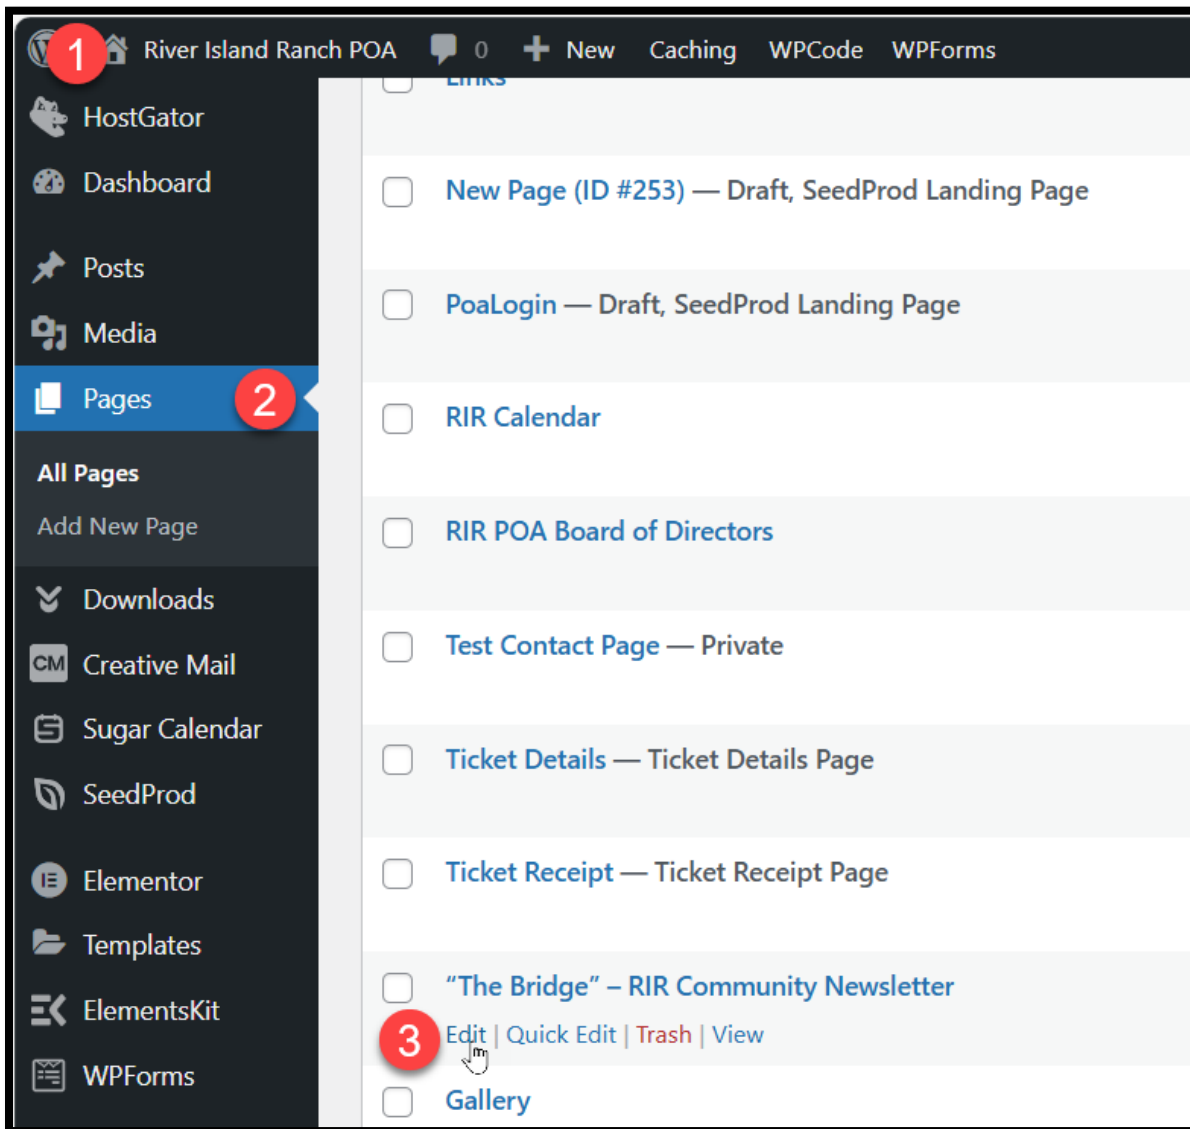 1 River Island Ranch POA 0 + New Caching WPCode WPForms
HostGator
Dashboard
Posts
Media
Pages 2
All Pages
Add New Page
Downloads
CM Creative Mail
Sugar Calendar
SeedProd
Elementor
Templates
ElementsKit
WPForms
Links
New Page (ID #253) — Draft, SeedProd Landing Page
PoaLogin — Draft, SeedProd Landing Page
RIR Calendar
RIR POA Board of Directors
Test Contact Page — Private
Ticket Details — Ticket Details Page
Ticket Receipt — Ticket Receipt Page
“The Bridge” – RIR Community Newsletter
3 Edit | Quick Edit | Trash | View
Gallery